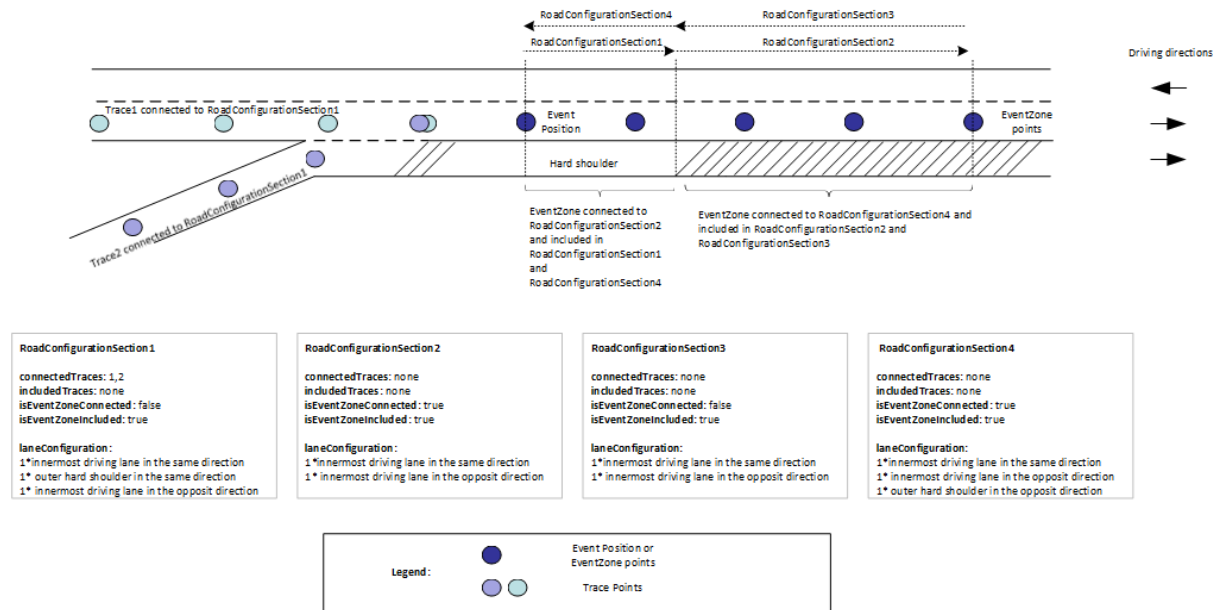 RoadConfigurationSection4
RoadConfigurationSection3
RoadConfigurationSection1
RoadConfigurationSection2
Driving directions
Trace1 connected to RoadConfigurationSection1
Event
Position
EventZone
points
Hard shoulder
Trace2 connected to RoadConfigurationSection1
EventZone connected to
RoadConfigurationSection2
and included in
RoadConfigurationSection1
and
RoadConfigurationSection4
EventZone connected to RoadConfigurationSection4 and
included in RoadConfigurationSection2 and
RoadConfigurationSection3
RoadConfigurationSection1
connectedTraces: 1,2
includedTraces: none
isEventZoneConnected: false
isEventZoneIncluded: true
laneConfiguration:
1*innermost driving lane in the same direction
1* outer hard shoulder in the same direction
1* innermost driving lane in the opposit direction
RoadConfigurationSection2
connectedTraces: none
includedTraces: none
isEventZoneConnected: true
isEventZoneIncluded: true
laneConfiguration:
1*innermost driving lane in the same direction
1* innermost driving lane in the opposit direction
RoadConfigurationSection3
connectedTraces: none
includedTraces: none
isEventZoneConnected: false
isEventZoneIncluded: true
laneConfiguration:
1*innermost driving lane in the same direction
1* innermost driving lane in the opposit direction
RoadConfigurationSection4
connectedTraces: none
includedTraces: none
isEventZoneConnected: true
isEventZoneIncluded: true
laneConfiguration:
1*innermost driving lane in the same direction
1* innermost driving lane in the opposit direction
1* outer hard shoulder in the opposit direction
Legend:
Event Position or
EventZone points
Trace Points